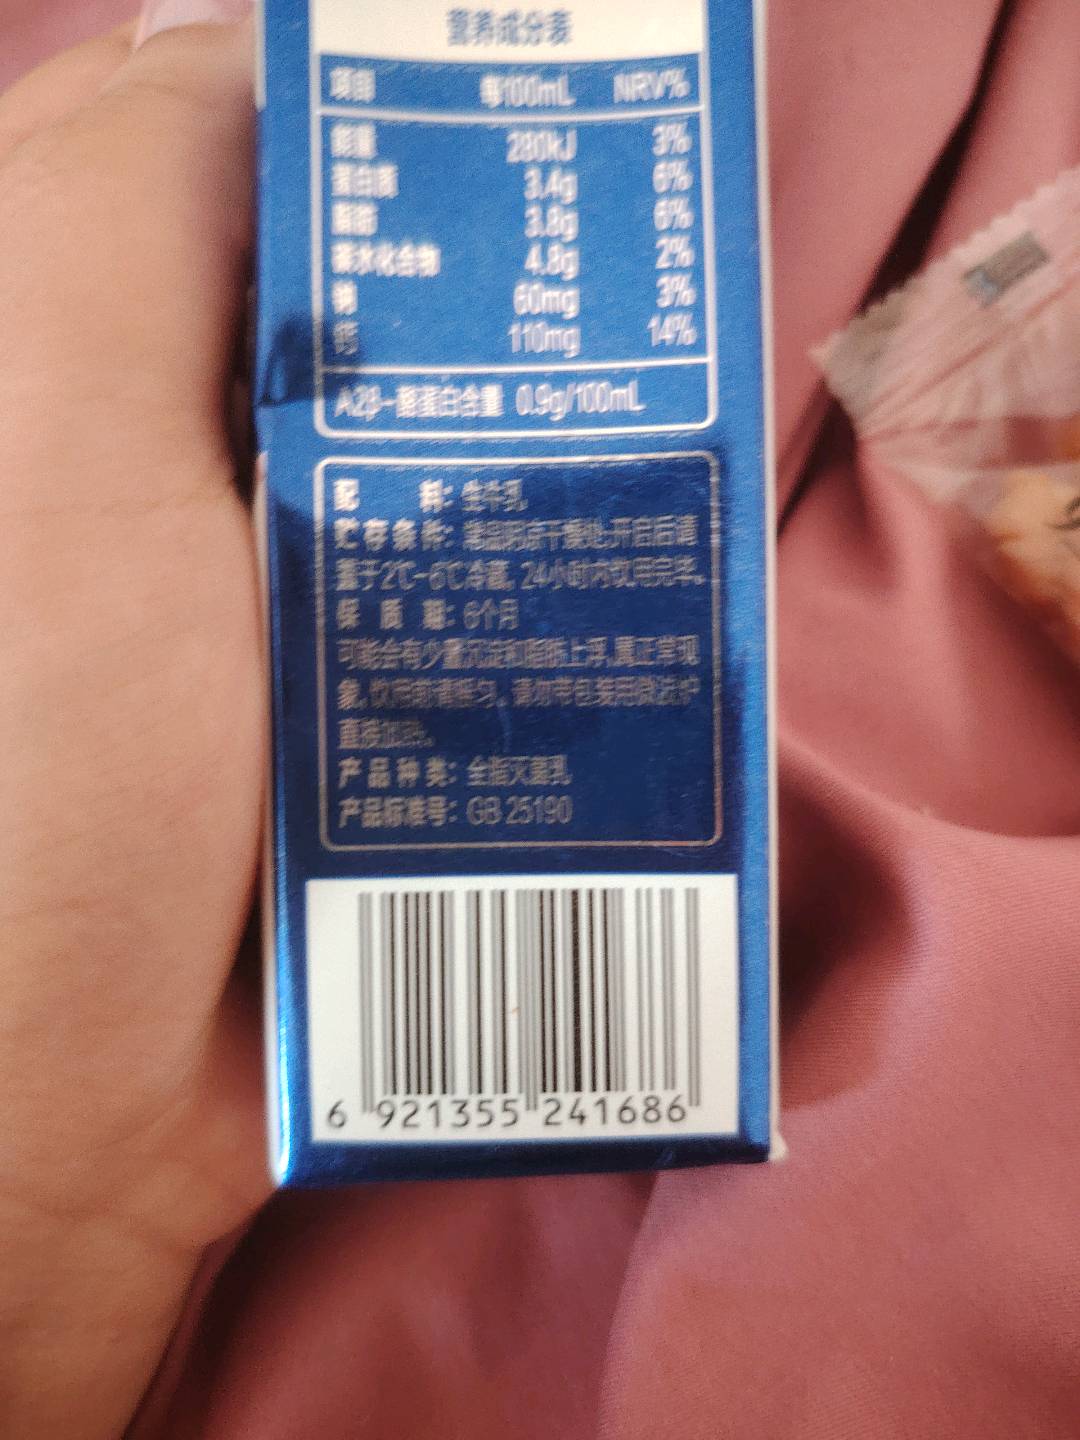 营养成分表
项目 每100mL NRV%
能量 280kJ 3%
蛋白质 3.4g 6%
脂肪 3.8g 6%
碳水化合物 4.8g 2%
钠 60mg 3%
钙 110mg 14%
A2β-酪蛋白含量 0.9g/100mL
配 料: 生牛乳
贮存条件: 常温阴凉干燥处;开启后请
置于2℃-6℃冷藏, 24小时内饮用完毕。
保 质 期: 6个月
可能会有少量沉淀和脂肪上浮,属正常现
象,饮用前请摇匀。请勿带包装用微波炉
直接加热。
产品种类: 全脂灭菌乳
产品标准号: GB 25190
6 921355 241686